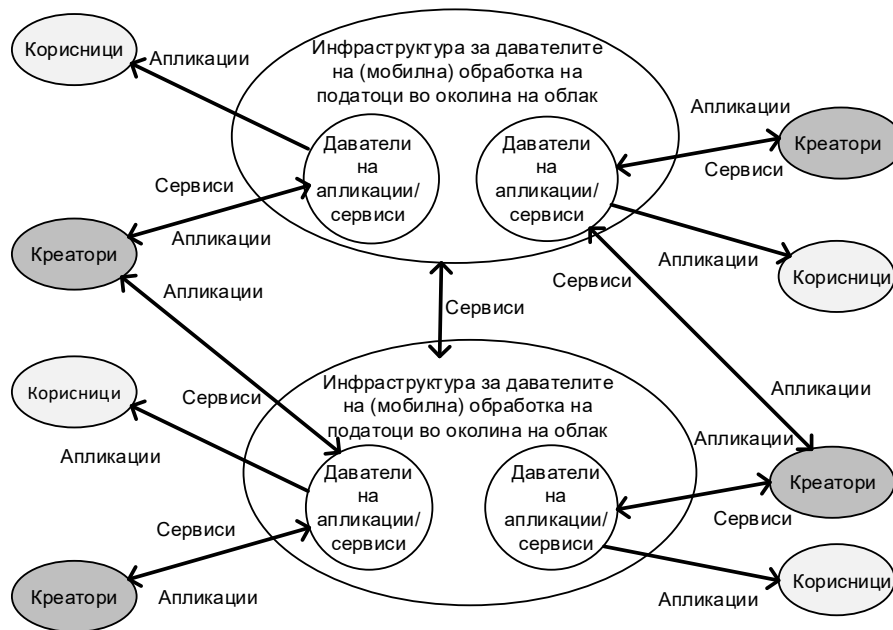 Корисници
Апликации
Инфраструктура за давателите
на (мобилна) обработка на
податоци во околина на облак
Апликации
Креатори
Даватели
на
апликации/
сервиси
Даватели
на
апликации/
сервиси
Сервиси
Сервиси
Креатори
Апликации
Апликации
Корисници
Апликации
Сервиси
Сервиси
Корисници
Сервиси
Инфраструктура за давателите
на (мобилна) обработка на
податоци во околина на облак
Апликации
Апликации
Апликации
Даватели
на
апликации/
сервиси
Даватели
на
апликации/
сервиси
Креатори
Сервиси
Сервиси
Креатори
Апликации
Апликации
Корисници